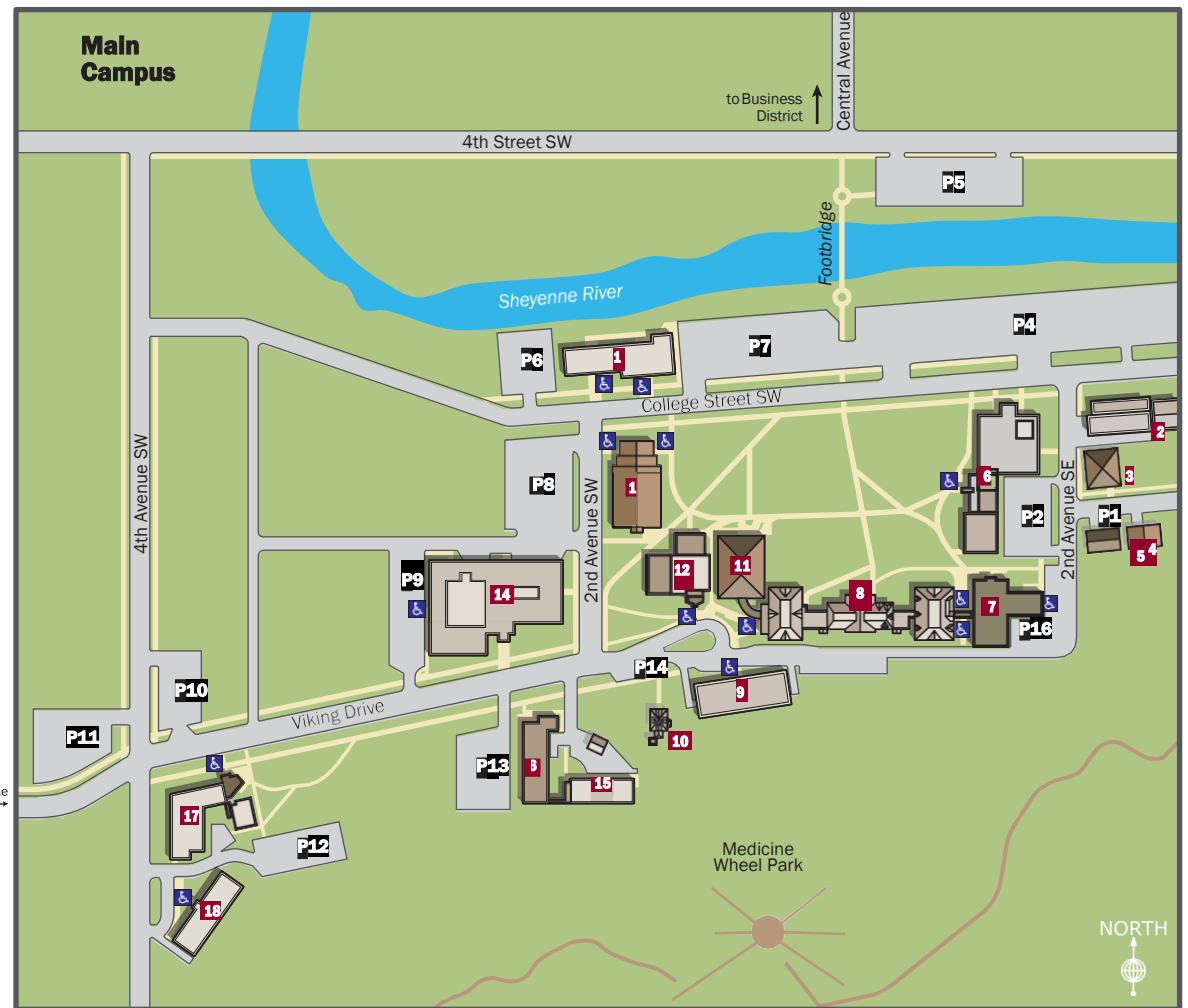 Main
Campus
to Business
District
Central Avenue
4th Street SW
P5
Footbridge
Sheyenne River
P4
P7
P6
1
College Street SW
2
4th Avenue SW
P8
1
2nd Avenue SW
6
2nd Avenue SE
3
P2
P1
5
4
P9
14
12
11
8
7
P16
P14
9
P10
Viking Drive
10
P11
P13
6
15
17
P12
18
Medicine
Wheel Park
NORTH